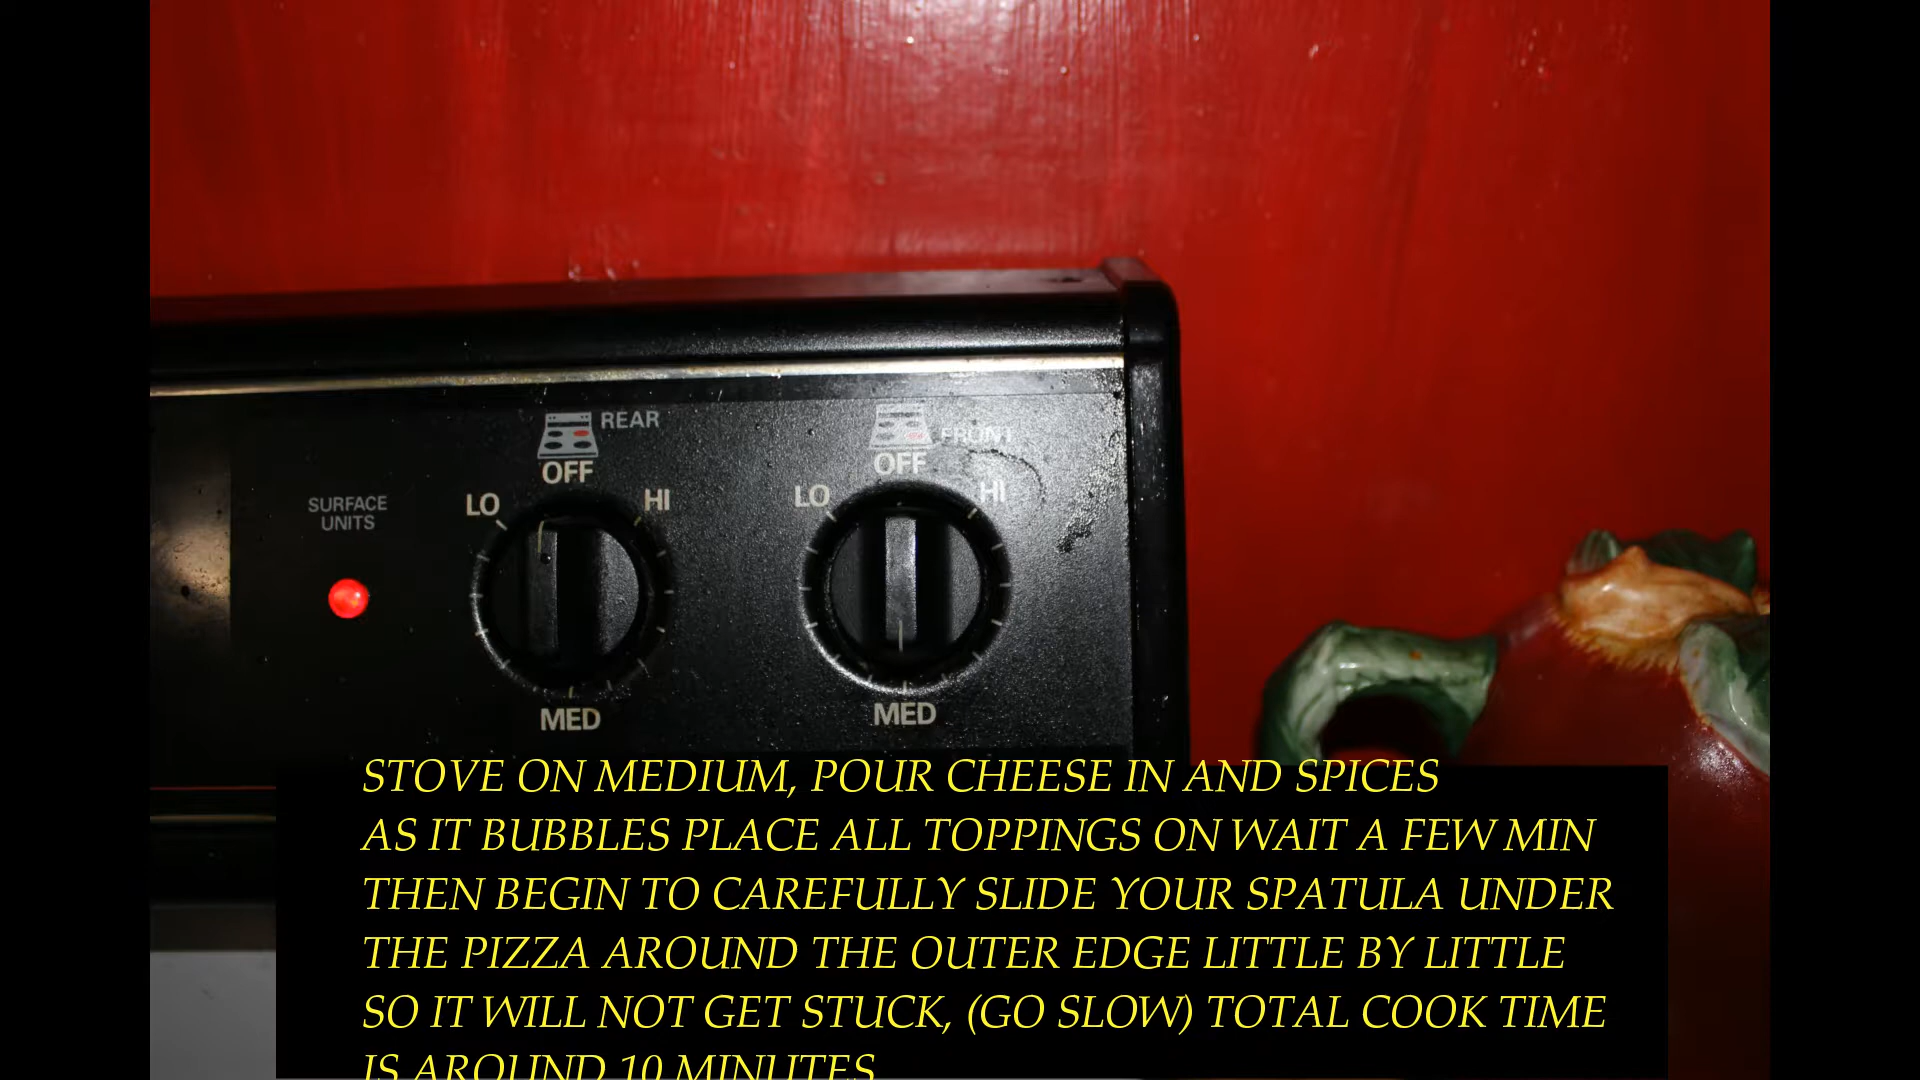 REAR
OFF
LO
HI
MED
FRONT
OFF
LO
HI
MED
SURFACE
UNITS
STOVE ON MEDIUM, POUR CHEESE IN AND SPICES
AS IT BUBBLES PLACE ALL TOPPINGS ON WAIT A FEW MIN
THEN BEGIN TO CAREFULLY SLIDE YOUR SPATULA UNDER
THE PIZZA AROUND THE OUTER EDGE LITTLE BY LITTLE
SO IT WILL NOT GET STUCK, (GO SLOW) TOTAL COOK TIME
IS AROUND 10 MINUTES